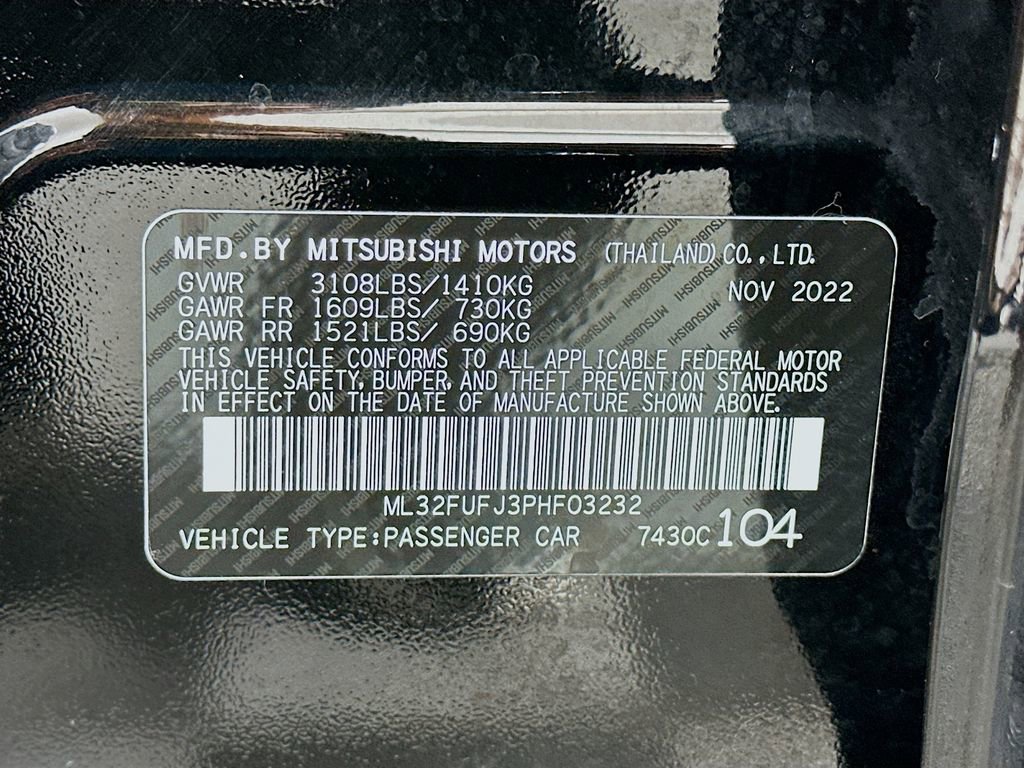 MFD.BY MITSUBISHI MOTORS (THAILAND) CO.,LTD.
GVWR 3108LBS/1410KG NOV 2022
GAWR FR 1609LBS/ 730KG
GAWR RR 1521LBS/ 690KG
THIS VEHICLE CONFORMS TO ALL APPLICABLE FEDERAL MOTOR
VEHICLE SAFETY, BUMPER, AND THEFT PREVENTION STANDARDS
IN EFFECT ON THE DATE OF MANUFACTURE SHOWN ABOVE.
ML32FUFJ3PHF03232
VEHICLE TYPE:PASSENGER CAR 7430C 104